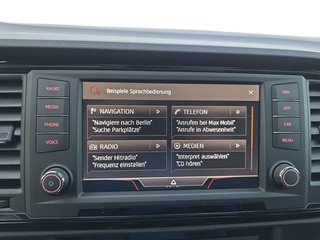 Beispiele Sprachbedienung
RADIO
MEDIA
PHONE
VOICE
NAVIGATION
"Navigiere nach Berlin"
"Suche Parkplätze"
TELEFON
"Anrufen bei Max Mobil"
"Anrufe in Abwesenheit"
RADIO
"Sender Hitradio"
"Frequenz einstellen"
MEDIEN
"Interpret auswählen"
"CD hören"
NAV
APP
CAR
MENU